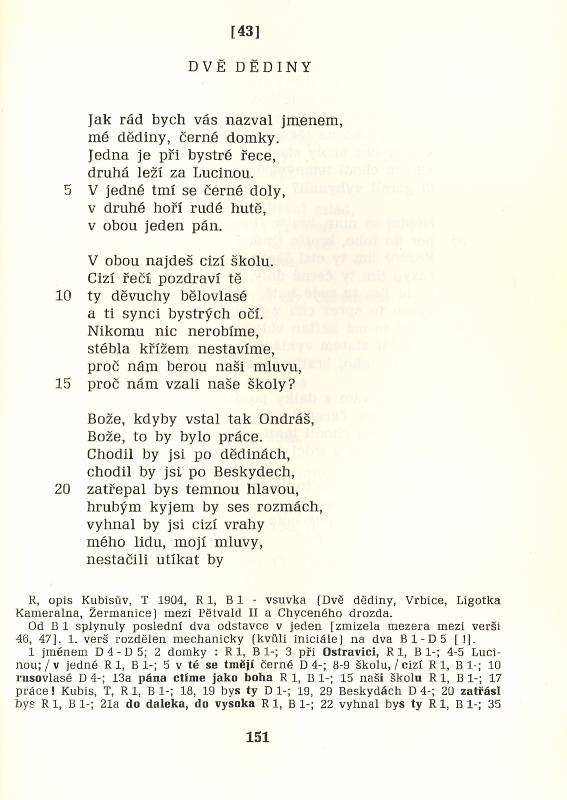 [43]
DVĚ DĚDINY
Jak rád bych vás nazval jmenem,
mé dědiny, černé domky.
Jedna je při bystré řece,
druhá leží za Lucinou.
5 V jedné tmí se černé doly,
v druhé hoří rudé hutě,
v obou jeden pán.
V obou najdeš cizí školu.
Cizí řečí pozdraví tě
10 ty děvuchy bělovlasé
a ti synci bystrých očí.
Nikomu nic nerobíme,
stébla křížem nestavíme,
proč nám berou naši mluvu,
15 proč nám vzali naše školy?
Bože, kdyby vstal tak Ondráš,
Bože, to by bylo práce.
Chodil by jsi po dědinách,
chodil by jsi po Beskydech,
20 zatřepal bys temnou hlavou,
hrubým kyjem by ses rozmách,
vyhnal by jsi cizí vrahy
mého lidu, mojí mluvy,
nestačili utíkat by
R, opis Kubisův, T 1904, R 1, B 1 - vsuvka (Dvě dědiny, Vrbice, Ligotka
Kameralna, Žermanice) mezi Pětvald II a Chyceného drozda.
Od B 1 splynuly poslední dva odstavce v jeden [zmizela mezera mezi verši
46, 47]. 1. verš rozdělen mechanicky (kvůli iniciále) na dva B 1 - D 5 [!].
1 jménem D 4 - D 5; 2 domky : R 1, B 1-; 3 při Ostravici, R 1, B 1-; 4-5 Luci-
nou; / v jedné R 1, B 1-; 5 v té se tmějí černé D 4-; 8-9 školu, / cizí R 1, B 1-; 10
rusovlasé D 4-; 13a pána ctíme jako boha R 1, B 1-; 15 naši školu R 1, B 1-; 17
práce! Kubis, T, R 1, B 1-; 18, 19 bys ty D 1-; 19, 29 Beskydách D 4-; 20 zatřásl
bys R 1, B 1-; 21a do daleka, do vysoka R 1, B 1-; 22 vyhnal bys ty R 1, B 1-; 35
151